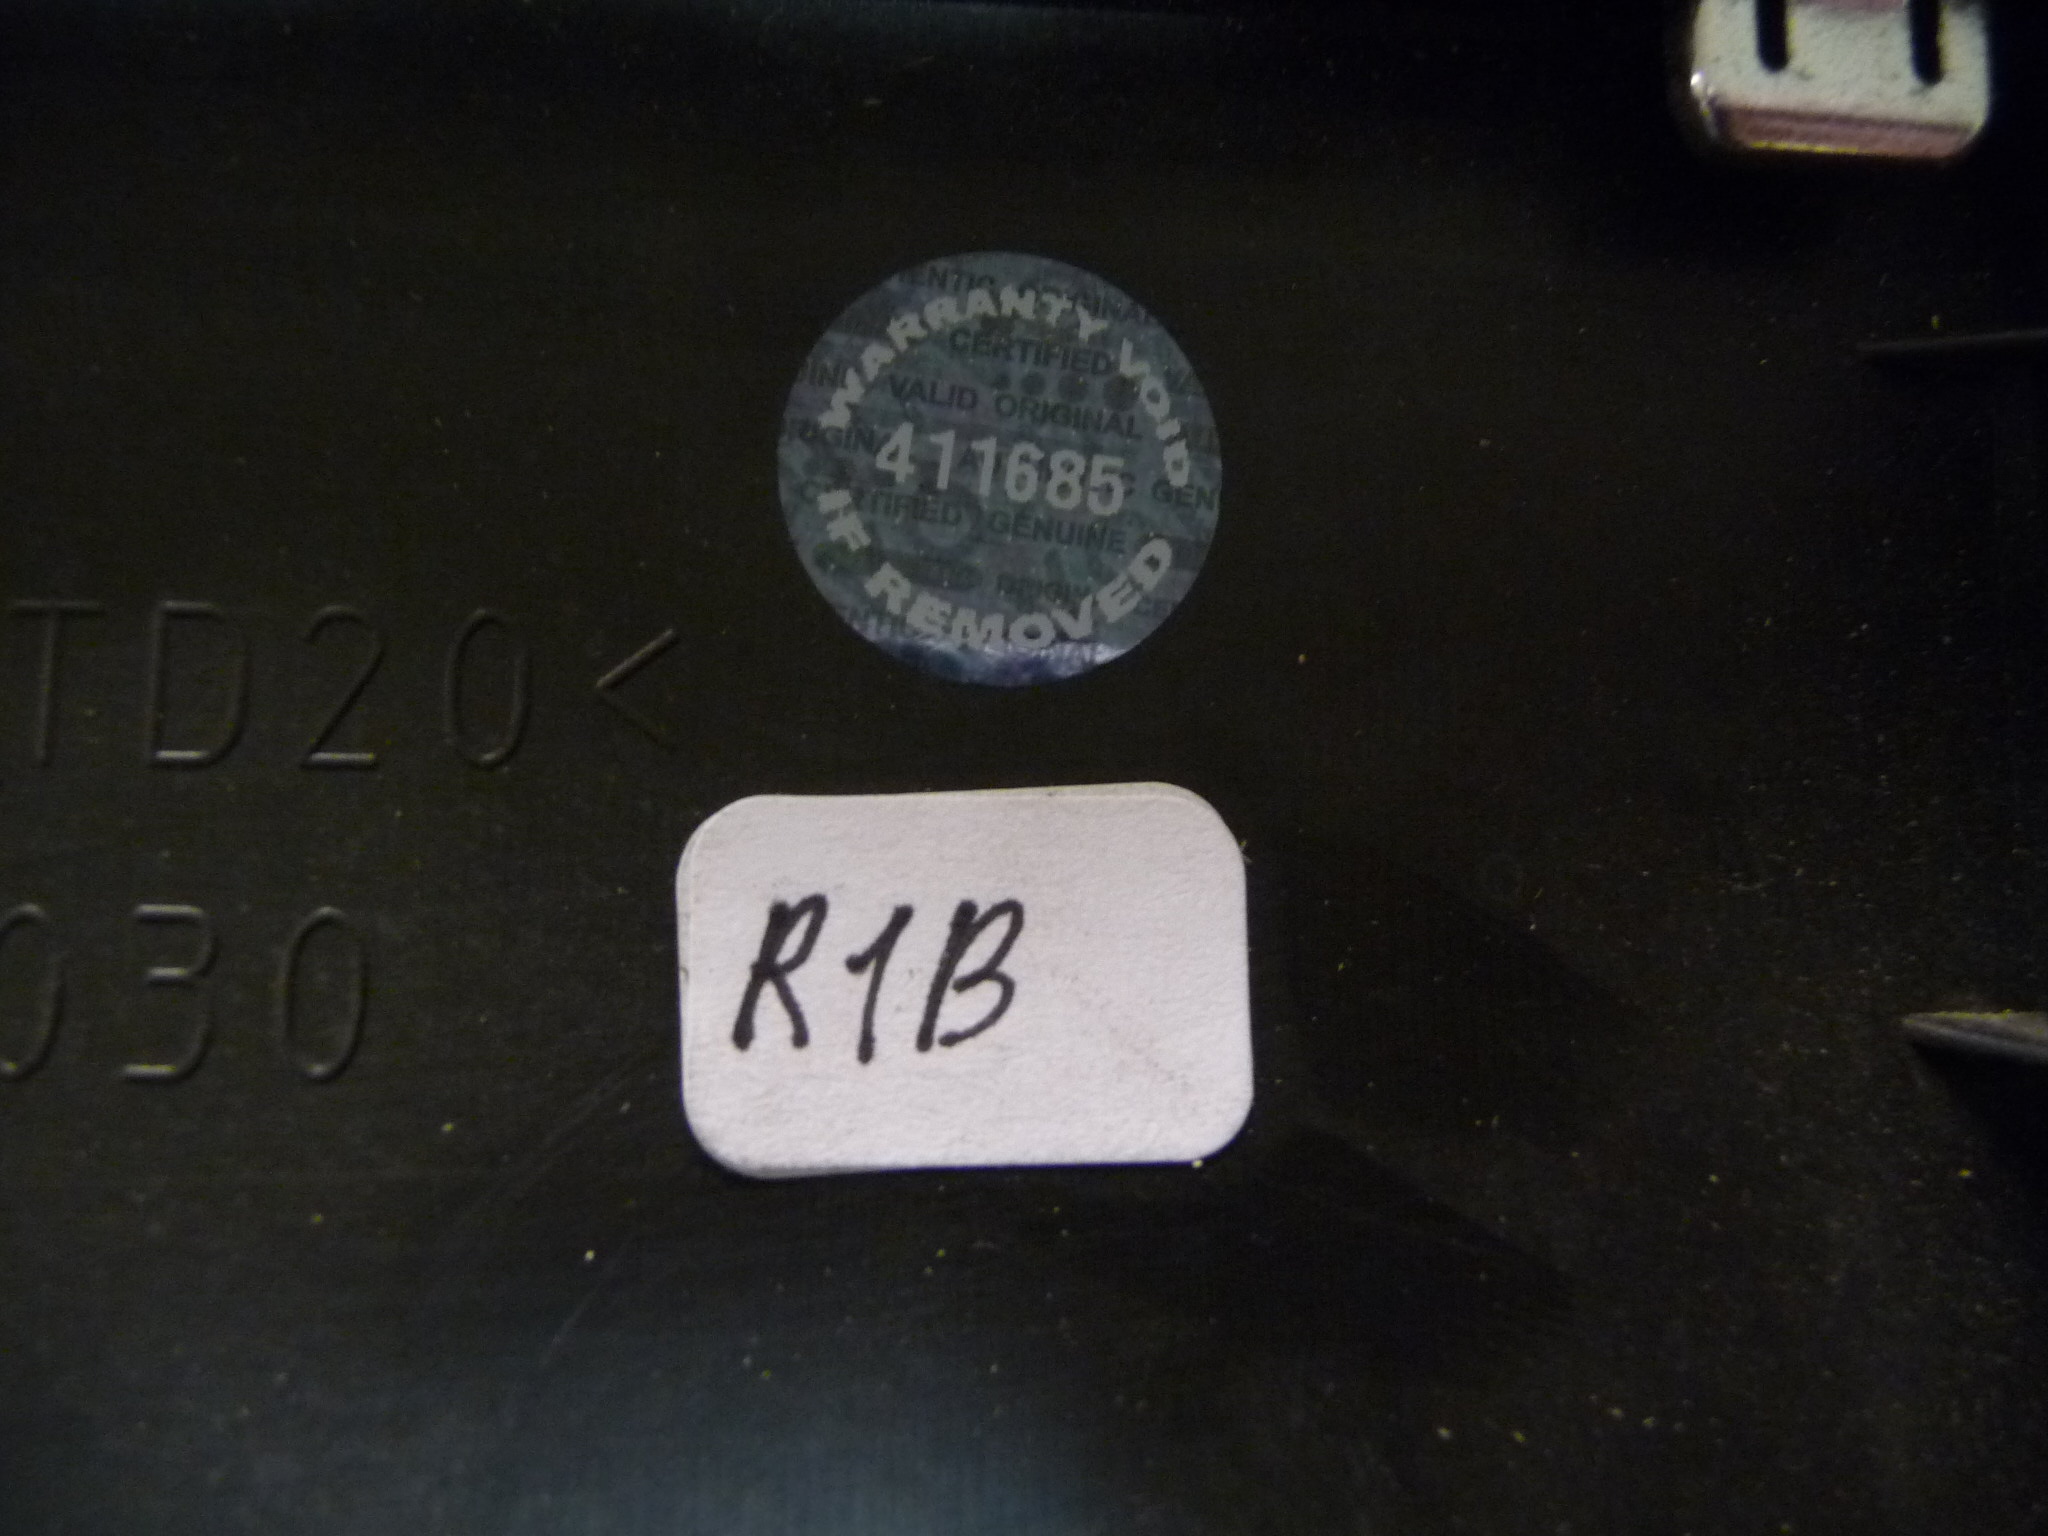 WARRANTY VOID
CERTIFIED
VALID ORIGINAL
411685
CERTIFIED GENUINE
IF REMOVED
TD20<
030
R1B